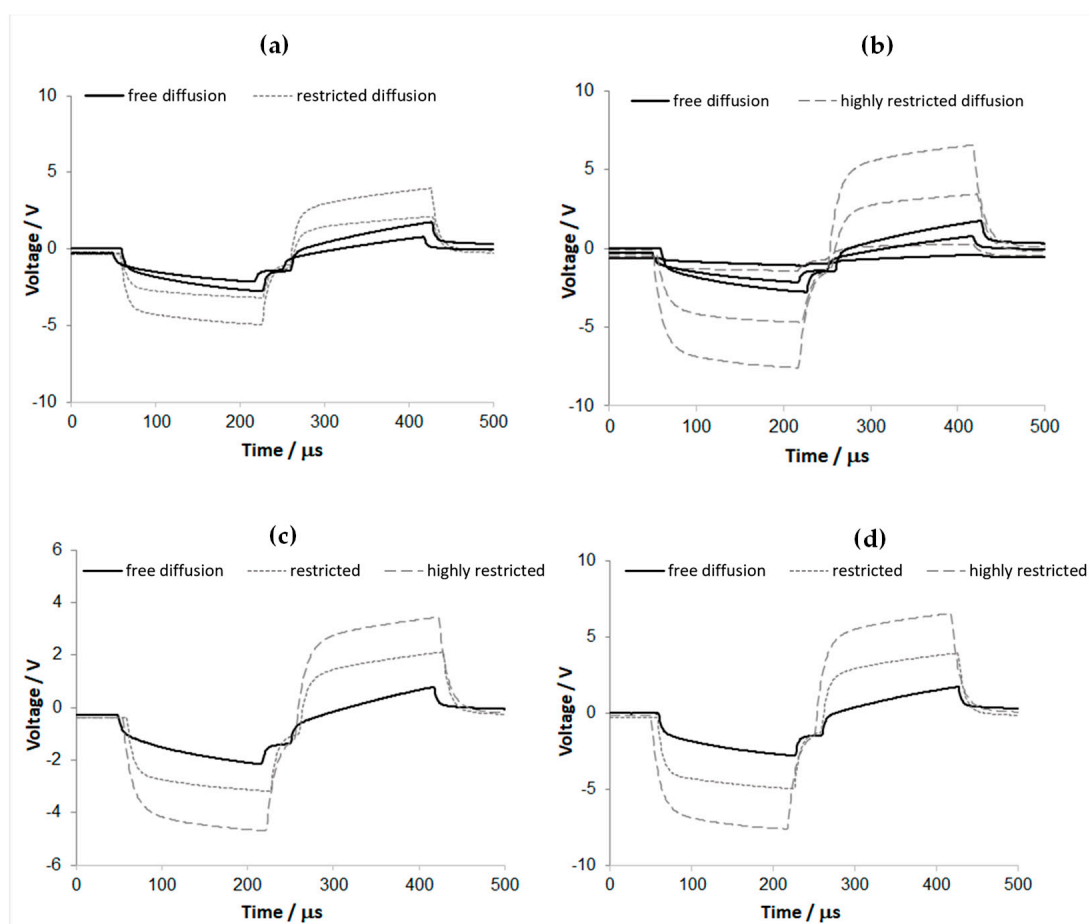 (a)
free diffusion restricted diffusion
10
5
0
-5
-10
0 100 200 300 400 500
Voltage / V
Time / µs
(b)
free diffusion highly restricted diffusion
10
5
0
-5
-10
0 100 200 300 400 500
Voltage / V
Time / µs
(c)
free diffusion restricted highly restricted
6
4
2
0
-2
-4
-6
0 100 200 300 400 500
Voltage / V
Time / µs
(d)
free diffusion restricted highly restricted
10
5
0
-5
-10
0 100 200 300 400 500
Voltage / V
Time / µs